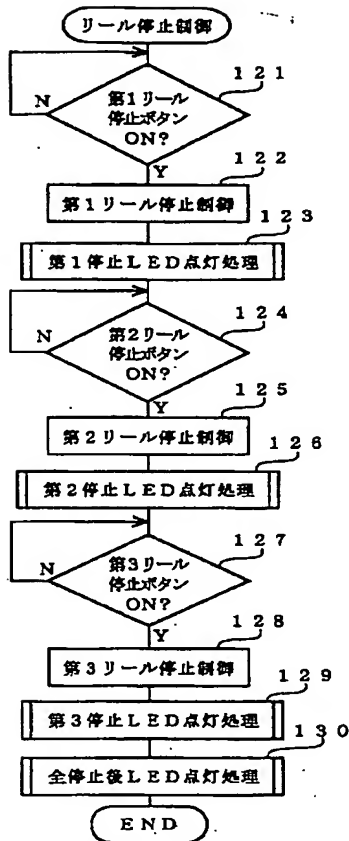 リール停止制御
121
N
第1リール
停止ボタン
ON?
Y
122
第1リール停止制御
123
第1停止LED点灯処理
124
N
第2リール
停止ボタン
ON?
Y
125
第2リール停止制御
126
第2停止LED点灯処理
127
N
第3リール
停止ボタン
ON?
Y
128
第3リール停止制御
129
第3停止LED点灯処理
130
全停止後LED点灯処理
END